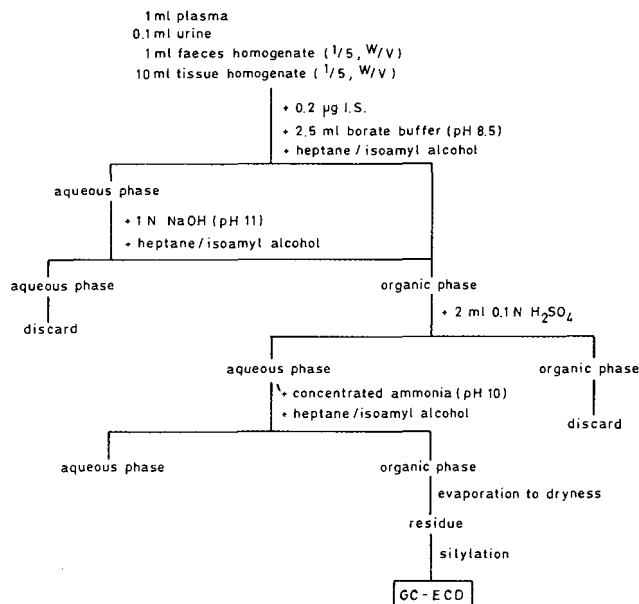 1 ml plasma
0.1 ml urine
1 ml faeces homogenate (1/5, W/V)
10 ml tissue homogenate (1/5, W/V)
+ 0.2 µg I.S.
+ 2.5 ml borate buffer (pH 8.5)
+ heptane / isoamyl alcohol
aqueous phase
+ 1 N NaOH (pH 11)
+ heptane/isoamyl alcohol
aqueous phase
organic phase
discard
+ 2 ml 0.1 N H₂SO₄
aqueous phase
organic phase
+ concentrated ammonia (pH 10)
+ heptane/isoamyl alcohol
discard
aqueous phase
organic phase
evaporation to dryness
residue
silylation
GC-ECD